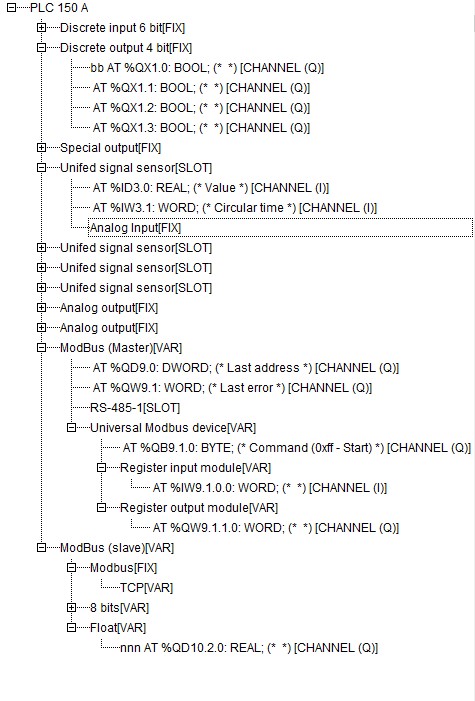 PLC 150 A
Discrete input 6 bit[FIX]
Discrete output 4 bit[FIX]
bb AT %QX1.0: BOOL; (* *) [CHANNEL (Q)]
AT %QX1.1: BOOL; (* *) [CHANNEL (Q)]
AT %QX1.2: BOOL; (* *) [CHANNEL (Q)]
AT %QX1.3: BOOL; (* *) [CHANNEL (Q)]
Special output[FIX]
Unifed signal sensor[SLOT]
AT %ID3.0: REAL; (* Value *) [CHANNEL (I)]
AT %IW3.1: WORD; (* Circular time *) [CHANNEL (I)]
Analog Input[FIX]
Unifed signal sensor[SLOT]
Unifed signal sensor[SLOT]
Unifed signal sensor[SLOT]
Analog output[FIX]
Analog output[FIX]
ModBus (Master)[VAR]
AT %QD9.0: DWORD; (* Last address *) [CHANNEL (Q)]
AT %QW9.1: WORD; (* Last error *) [CHANNEL (Q)]
RS-485-1[SLOT]
Universal Modbus device[VAR]
AT %QB9.1.0: BYTE; (* Command (0xff - Start) *) [CHANNEL (Q)]
Register input module[VAR]
AT %IW9.1.0.0: WORD; (* *) [CHANNEL (I)]
Register output module[VAR]
AT %QW9.1.1.0: WORD; (* *) [CHANNEL (Q)]
ModBus (slave)[VAR]
Modbus[FIX]
TCP[VAR]
8 bits[VAR]
Float[VAR]
nnn AT %QD10.2.0: REAL; (* *) [CHANNEL (Q)]